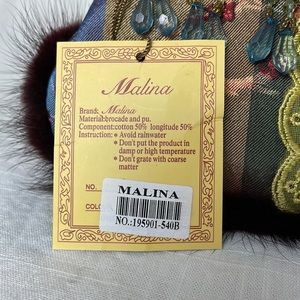 Malina
Brand: Malina
Material:brocade and pu.
Component:cotton 50% longitude 50%
Instruction: ● Avoid rainwater
● Don't put the product in
damp or high temperature
● Don't grate with coarse
matter
NO.
COLO
MALINA
NO.:195901-540B